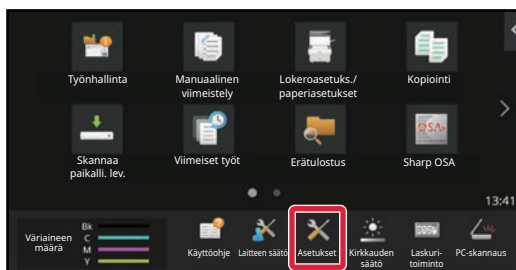 Työnhallinta
Manuaalinen
viimeistely
Lokeroasetuks./
paperiasetukset
Kopiointi
Skannaa
paikalli. lev.
Viimeiset työt
Erätulostus
Sharp OSA
13:41
Väriaineen
määrä
Bk
C
M
Y
Käyttöohje
Laitteen säätö
Asetukset
Kirkkauden
säätö
Laskuri-
toiminto
PC-skannaus